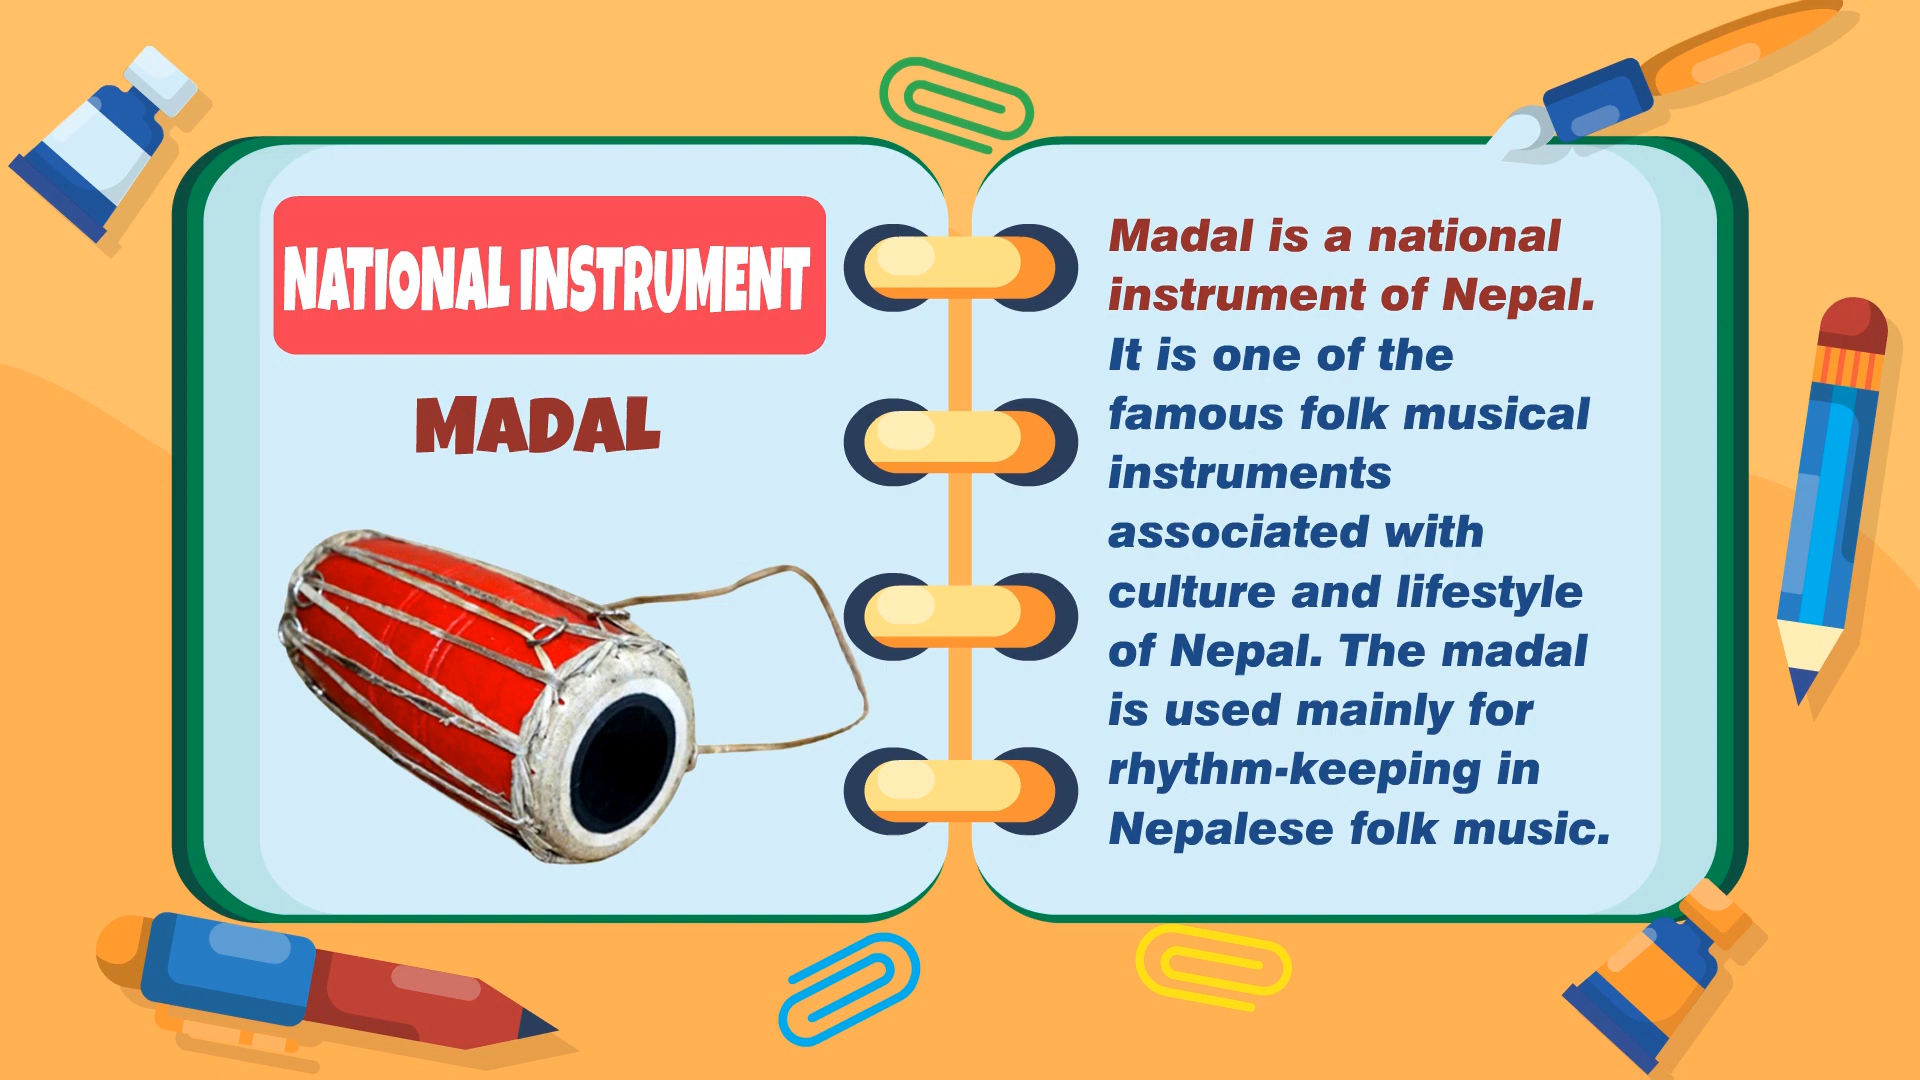 NATIONAL INSTRUMENT
MADAL
Madal is a national
instrument of Nepal.
It is one of the
famous folk musical
instruments
associated with
culture and lifestyle
of Nepal. The madal
is used mainly for
rhythm-keeping in
Nepalese folk music.